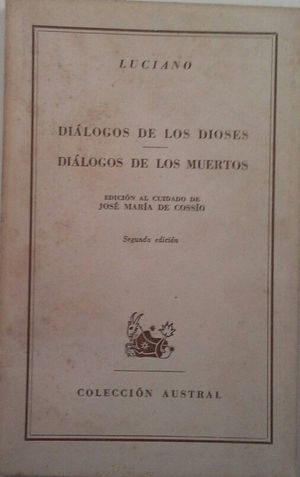 LUCIANO
DIÁLOGOS DE LOS DIOSES
DIÁLOGOS DE LOS MUERTOS
EDICIÓN AL CUIDADO DE
JOSÉ MARÍA DE COSSÍO
Segunda edición
COLECCIÓN AUSTRAL